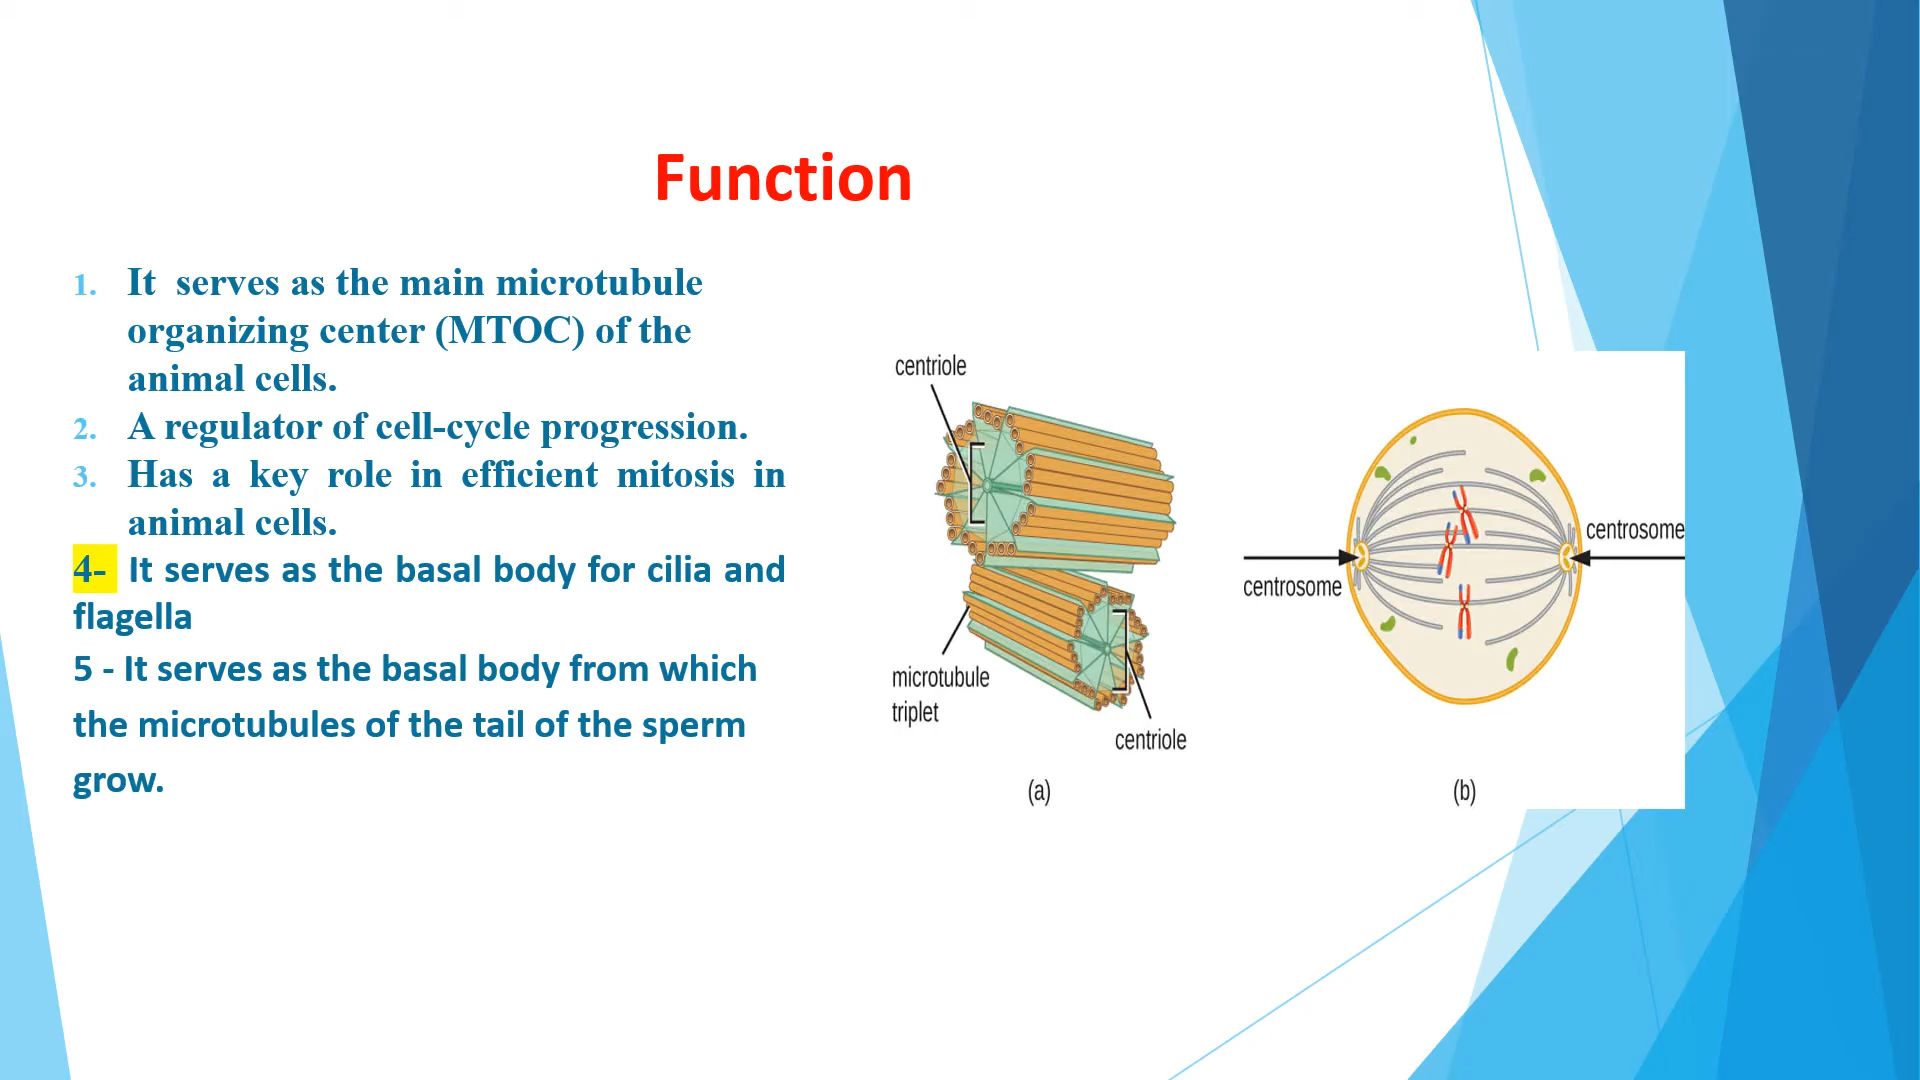 Function
1. It serves as the main microtubule
organizing center (MTOC) of the
animal cells.
2. A regulator of cell-cycle progression.
3. Has a key role in efficient mitosis in
animal cells.
4- It serves as the basal body for cilia and
flagella
5 - It serves as the basal body from which
the microtubules of the tail of the sperm
grow.
centriole
microtubule
triplet
centriole
(a)
centrosome
centrosome
(b)